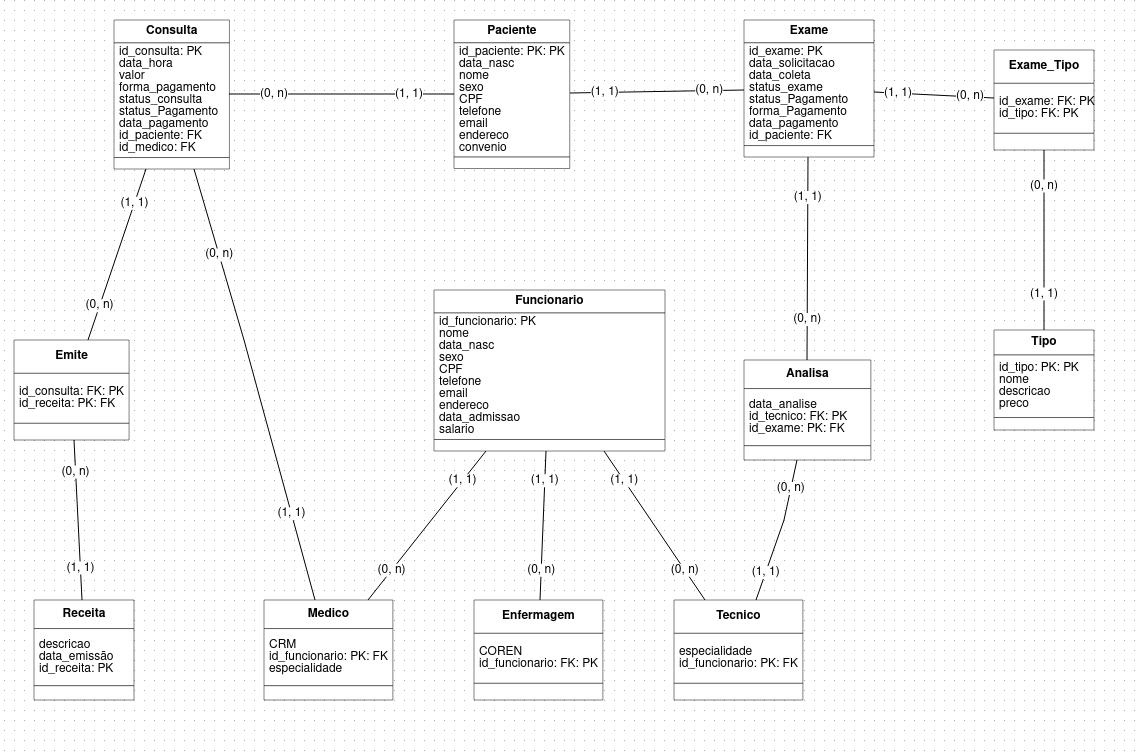 Consulta
id_consulta: PK
data_hora
valor
forma_pagamento
status_consulta
status_Pagamento
data_pagamento
id_paciente: FK
id_medico: FK
(0, n)
(1, 1)
Paciente
id_paciente: PK: PK
data_nasc
nome
sexo
CPF
telefone
email
endereco
convenio
(1, 1)
(0, n)
Exame
id_exame: PK
data_solicitacao
data_coleta
status_exame
status_Pagamento
forma_Pagamento
data_pagamento
id_paciente: FK
(1, 1)
(0, n)
Exame_Tipo
id_exame: FK: PK
id_tipo: FK: PK
(1, 1)
(0, n)
(0, n)
(1, 1)
(0, n)
(0, n)
(1, 1)
(0, n)
(1, 1)
Emite
id_consulta: FK: PK
id_receita: PK: FK
Funcionario
id_funcionario: PK
nome
data_nasc
sexo
CPF
telefone
email
endereco
data_admissao
salario
Analisa
data_analise
id_tecnico: FK: PK
id_exame: PK: FK
Tipo
id_tipo: PK: PK
nome
descricao
preco
(0, n)
(1, 1)
(1, 1)
(1, 1)
(1, 1)
(0, n)
(0, n)
(0, n)
(0, n)
(1, 1)
Receita
descricao
data_emissão
id_receita: PK
Medico
CRM
id_funcionario: PK: FK
especialidade
Enfermagem
COREN
id_funcionario: FK: PK
Tecnico
especialidade
id_funcionario: PK: FK